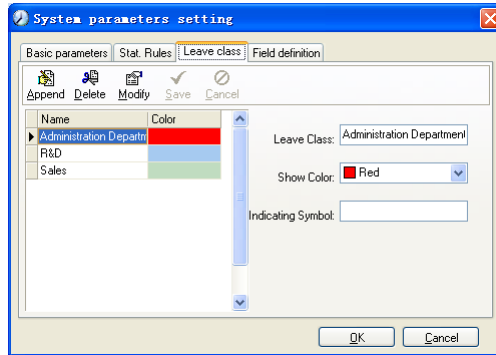 System parameters setting
Basic parameters Stat. Rules Leave class Field definition
Append Delete Modify Save Cancel
Name Color
Administration Departm
R&D
Sales
Leave Class: Administration Department
Show Color: Red
Indicating Symbol:
OK Cancel